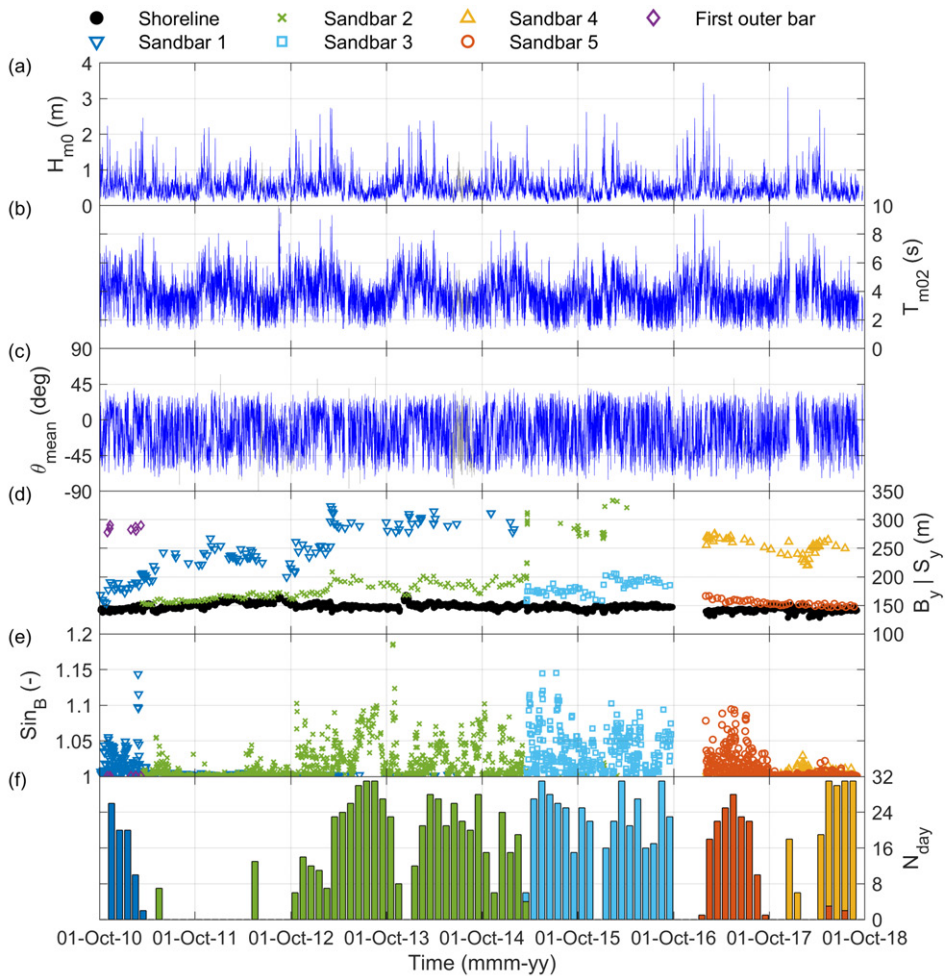 Shoreline Sandbar 2 Sandbar 4 First outer bar
Sandbar 1 Sandbar 3 Sandbar 5
(a)
4
3
2
1
0
H_m0 (m)
(b)
10
8
6
4
2
0
T_m02 (s)
(c)
90
45
0
-45
-90
θ_mean (deg)
(d)
350
300
250
200
150
100
B_y | S_y (m)
(e)
1.2
1.15
1.1
1.05
1
Sin_B (-)
(f)
32
24
16
8
0
N_day
01-Oct-10 01-Oct-11 01-Oct-12 01-Oct-13 01-Oct-14 01-Oct-15 01-Oct-16 01-Oct-17 01-Oct-18
Time (mmm-yy)